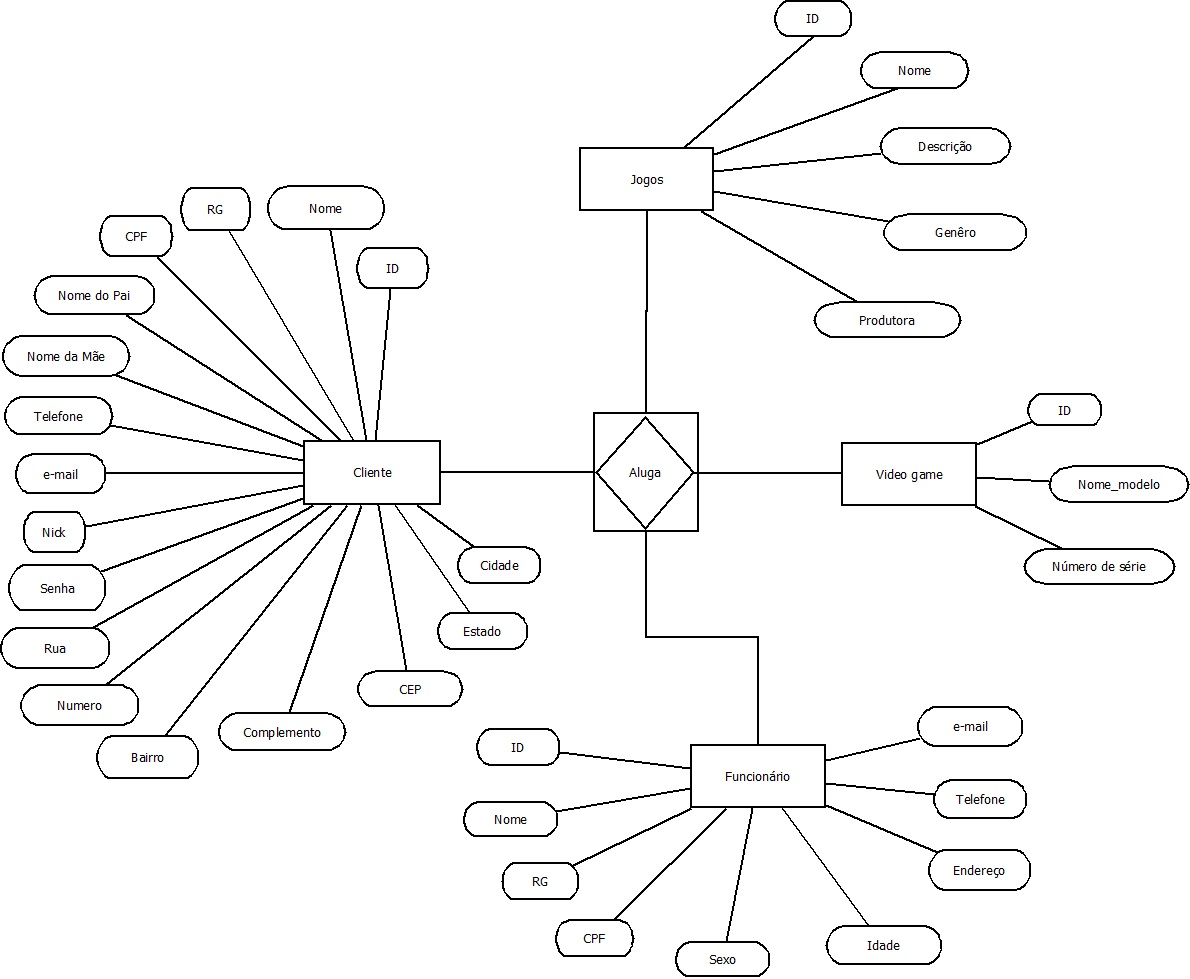 ID
Nome
Descrição
Jogos
Genêro
Produtora
Nome
RG
CPF
ID
Nome do Pai
Nome da Mãe
Telefone
e-mail
Nick
Senha
Rua
Numero
Bairro
Complemento
CEP
Estado
Cidade
Cliente
Aluga
Video game
ID
Nome_modelo
Número de série
Funcionário
ID
Nome
RG
CPF
Sexo
Idade
Endereço
Telefone
e-mail